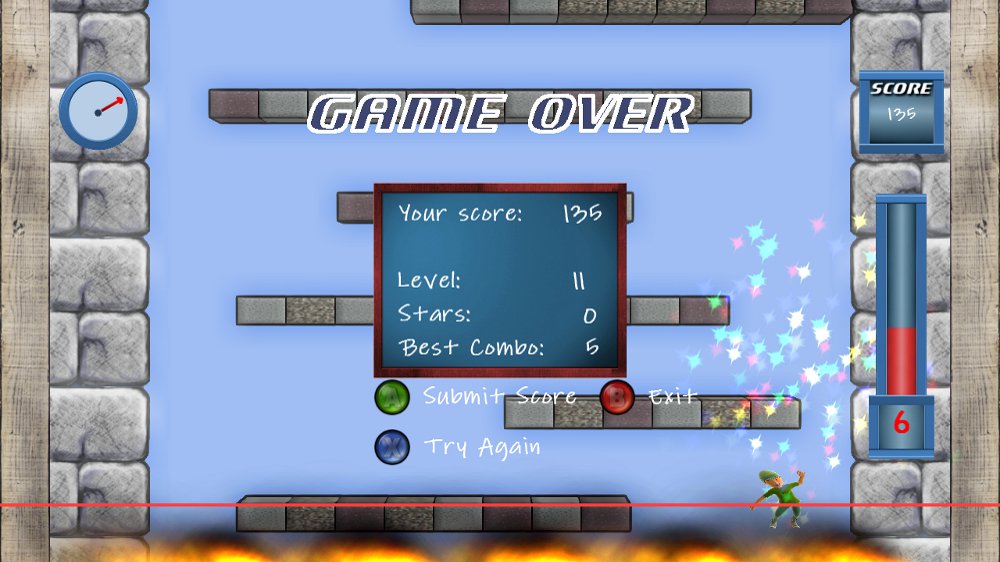 GAME OVER
SCORE
135
Your score: 135
Level: 11
Stars: 0
Best Combo: 5
A Submit Score B Exit
X Try Again
6